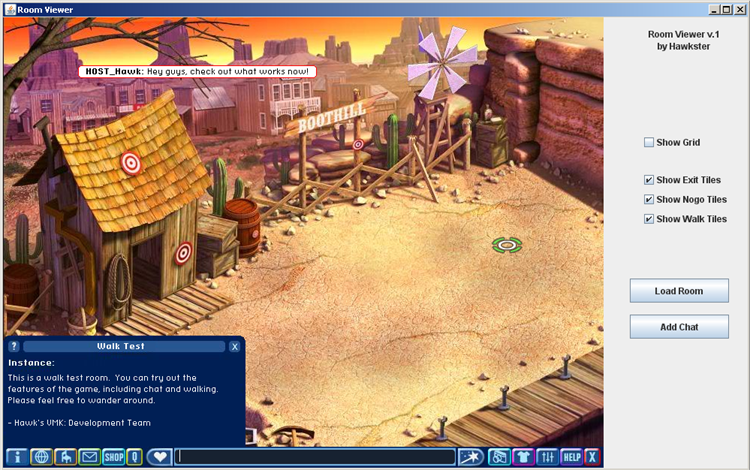 Room Viewer
Room Viewer v.1
by Hawkster
HOST_Hawk: Hey guys, check out what works now!
BOOTHILL
Show Grid
Show Exit Tiles
Show Nogo Tiles
Show Walk Tiles
Load Room
Add Chat
? Walk Test X
Instance:
This is a walk test room. You can try out the
features of the game, including chat and walking.
Please feel free to wander around.
- Hawk's VMK: Development Team
i SHOP Q HELP X